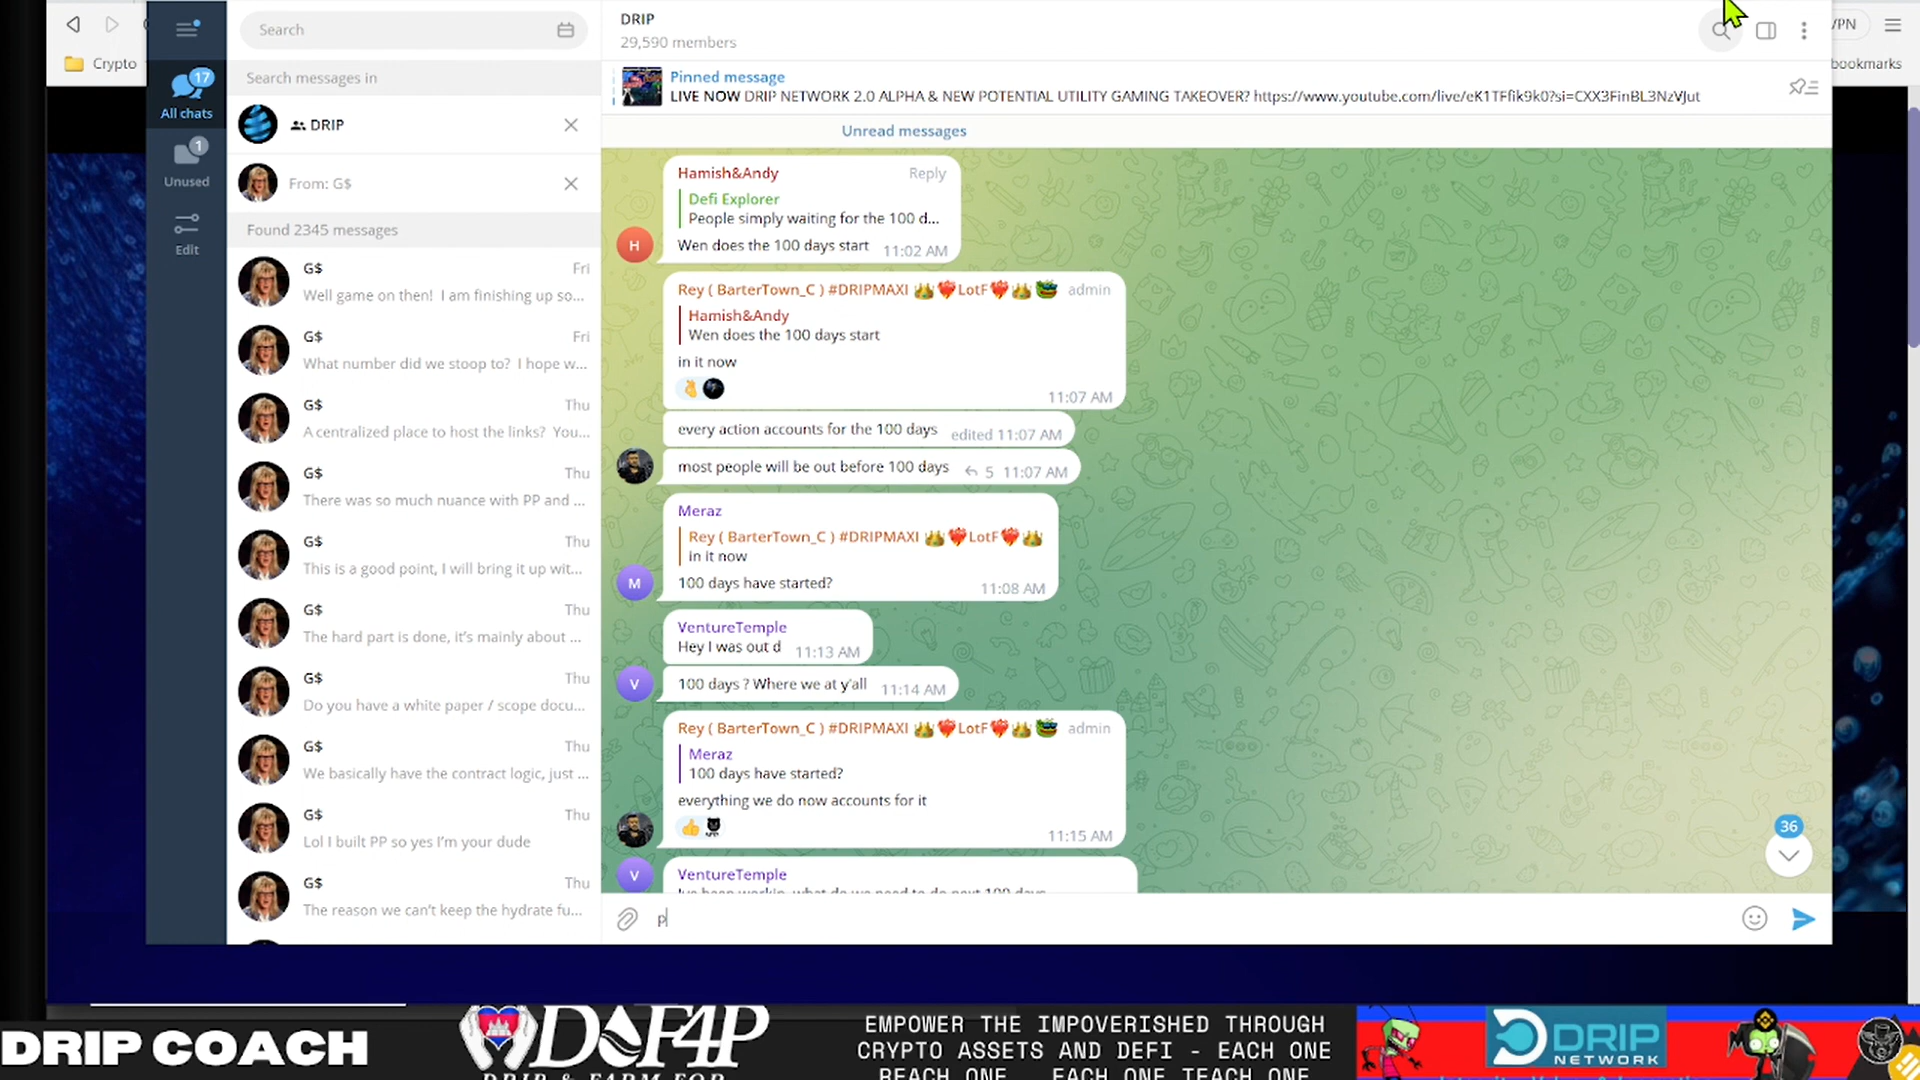 VPN
Crypto
bookmarks
17
All chats
1
Unused
Edit
Search
Search messages in
DRIP
From: G$
Found 2345 messages
G$ Fri
Well game on then! I am finishing up so...
G$ Fri
What number did we stoop to? I hope w...
G$ Thu
A centralized place to host the links? You...
G$ Thu
There was so much nuance with PP and ...
G$ Thu
This is a good point, I will bring it up wit...
G$ Thu
The hard part is done, it's mainly about ...
G$ Thu
Do you have a white paper / scope docu...
G$ Thu
We basically have the contract logic, just ...
G$ Thu
Lol I built PP so yes I'm your dude
G$ Thu
The reason we can't keep the hydrate fu...
DRIP
29,590 members
Pinned message
LIVE NOW DRIP NETWORK 2.0 ALPHA & NEW POTENTIAL UTILITY GAMING TAKEOVER? https://www.youtube.com/live/eK1TFfik9k0?si=CXX3FinBL3NzVJut
Unread messages
Hamish&Andy Reply
Defi Explorer
People simply waiting for the 100 d...
H
Wen does the 100 days start 11:02 AM
Rey ( BarterTown_C ) #DRIPMAXI 👑❤️‍🔥LotF❤️‍🔥👑 admin
Hamish&Andy
Wen does the 100 days start
in it now
11:07 AM
every action accounts for the 100 days edited 11:07 AM
most people will be out before 100 days 5 11:07 AM
Meraz
Rey ( BarterTown_C ) #DRIPMAXI 👑❤️‍🔥LotF❤️‍🔥👑
in it now
M
100 days have started? 11:08 AM
VentureTemple
Hey I was out d 11:13 AM
V
100 days ? Where we at y'all 11:14 AM
Rey ( BarterTown_C ) #DRIPMAXI 👑❤️‍🔥LotF❤️‍🔥👑 admin
Meraz
100 days have started?
everything we do now accounts for it
11:15 AM
36
V
VentureTemple
p
DRIP COACH
DOF4P
DRIP & FARM FOR
EMPOWER THE IMPOVERISHED THROUGH
CRYPTO ASSETS AND DEFI - EACH ONE
REACH ONE, EACH ONE TEACH ONE
DRIP
NETWORK